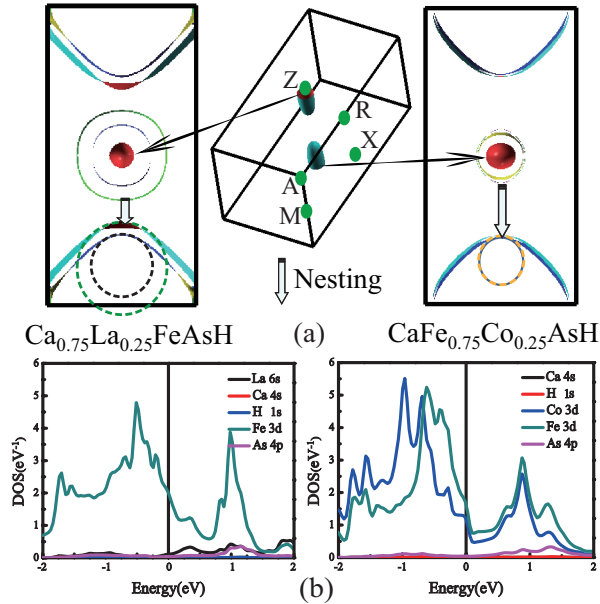 (a)
Z
R
X
A
M
Nesting
Ca0.75La0.25FeAsH
CaFe0.75Co0.25AsH
6
5
4
3
2
1
0
-2
-1
0
1
2
DOS(eV⁻¹)
Energy(eV)
La 6s
Ca 4s
H 1s
Fe 3d
As 4p
6
5
4
3
2
1
0
-2
-1
0
1
2
DOS(eV⁻¹)
Energy(eV)
Ca 4s
H 1s
Co 3d
Fe 3d
As 4p
(b)